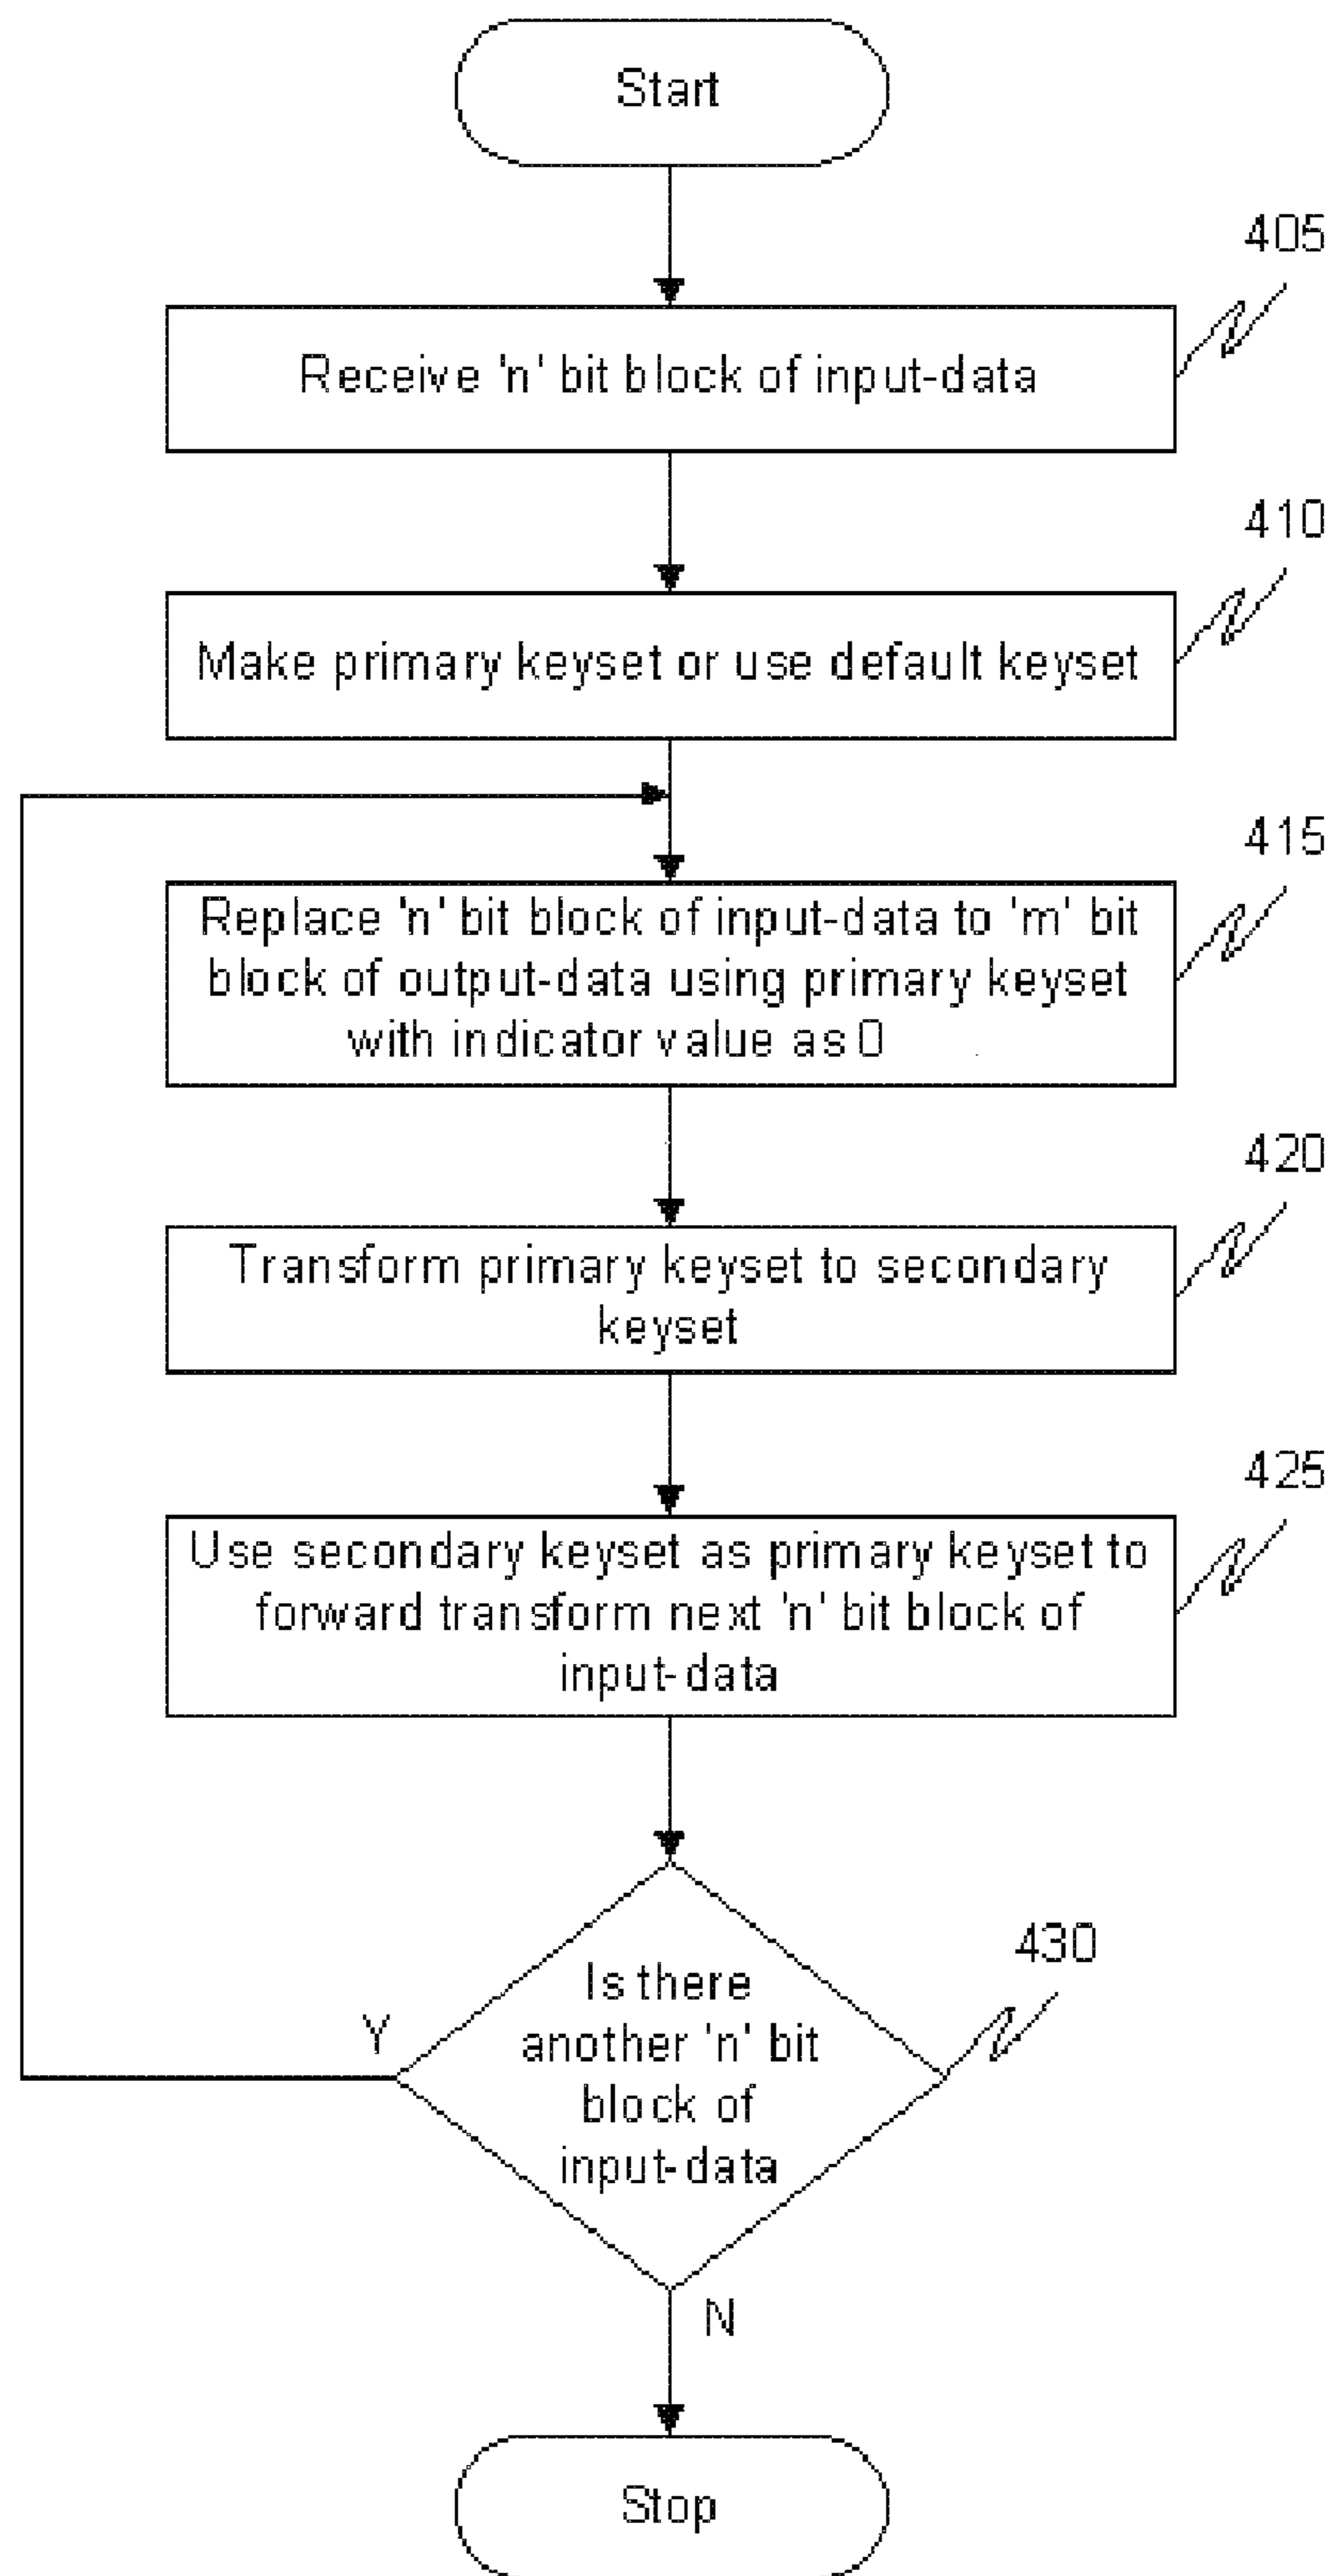 Start
405
Receive 'n' bit block of input-data
410
Make primary keyset or use default keyset
415
Replace 'n' bit block of input-data to 'm' bit
block of output-data using primary keyset
with indicator value as 0
420
Transform primary keyset to secondary
keyset
425
Use secondary keyset as primary keyset to
forward transform next 'n' bit block of
input-data
430
Is there
another 'n' bit
block of
input-data
Y
N
Stop